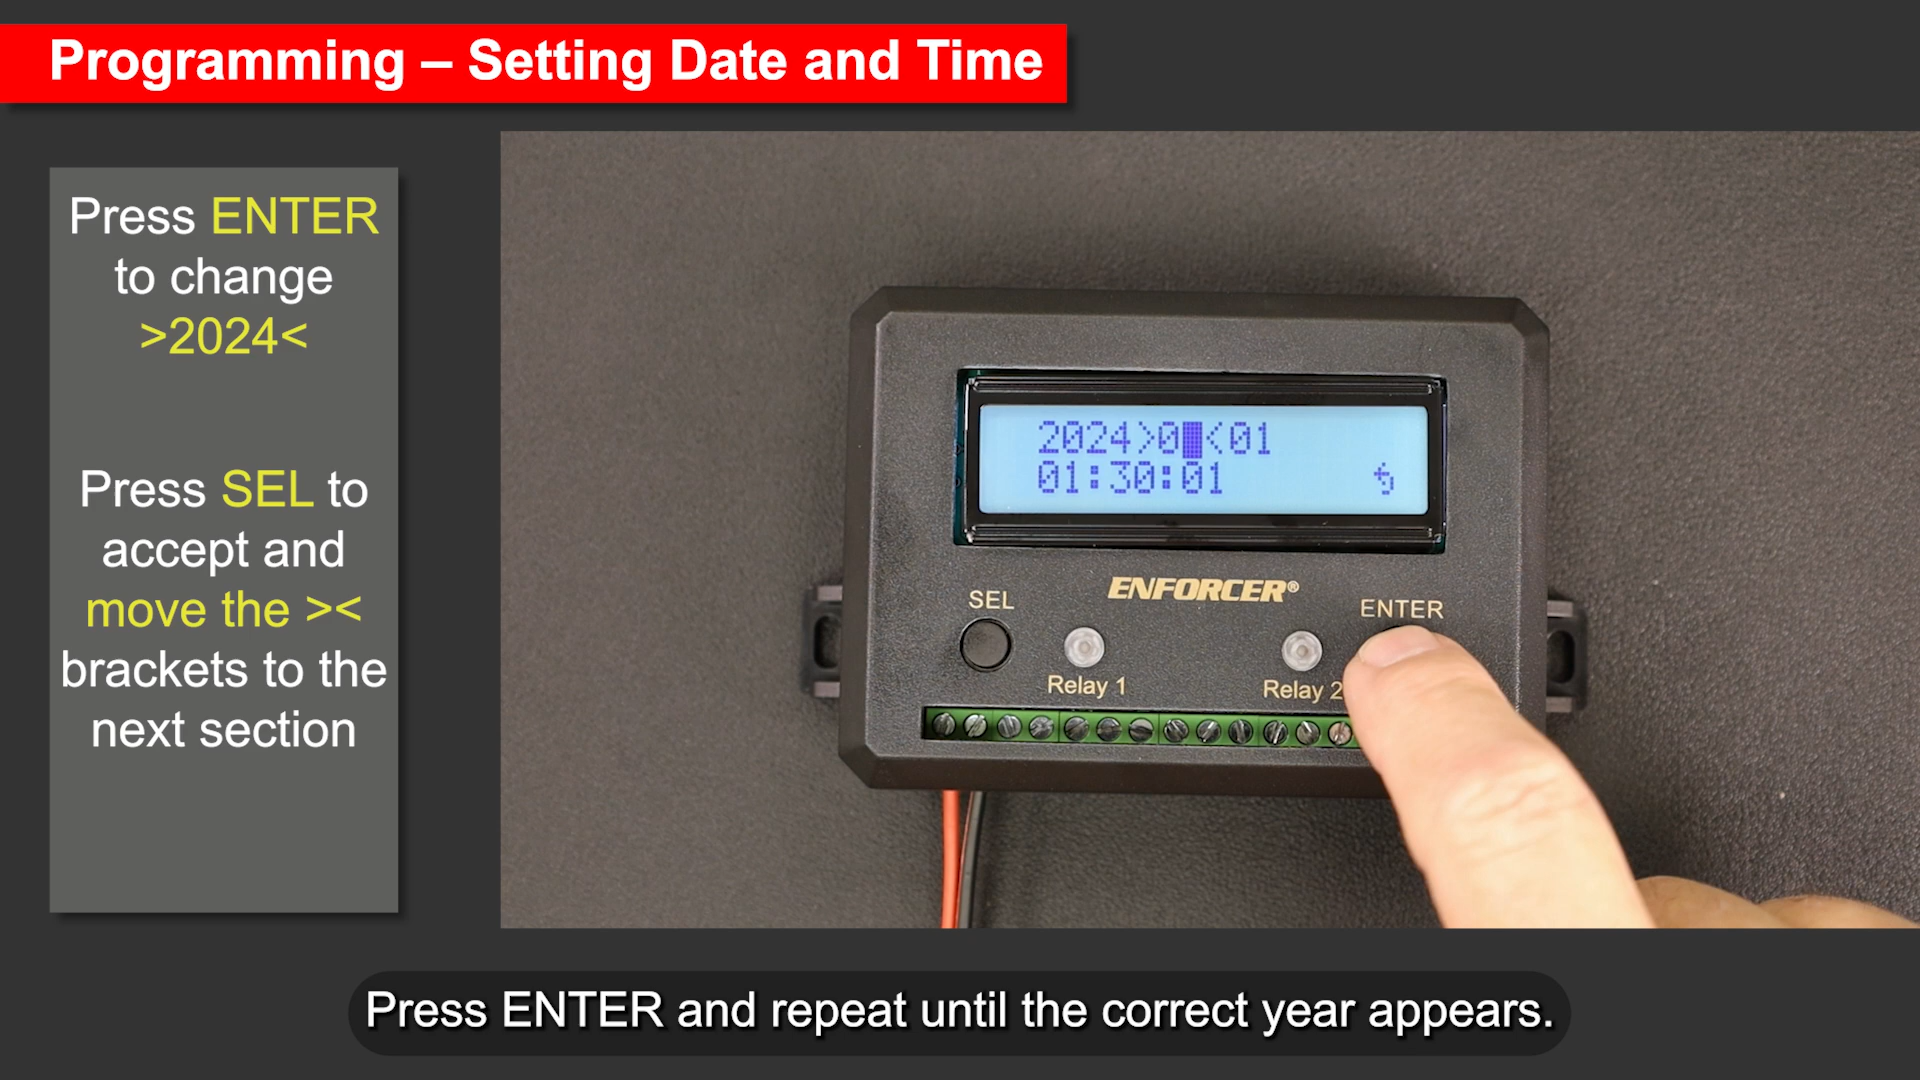 Programming – Setting Date and Time
Press ENTER
to change
>2024<
Press SEL to
accept and
move the ><
brackets to the
next section
2024>0█<01
01:30:01
ENFORCER®
SEL
ENTER
Relay 1
Relay 2
Press ENTER and repeat until the correct year appears.